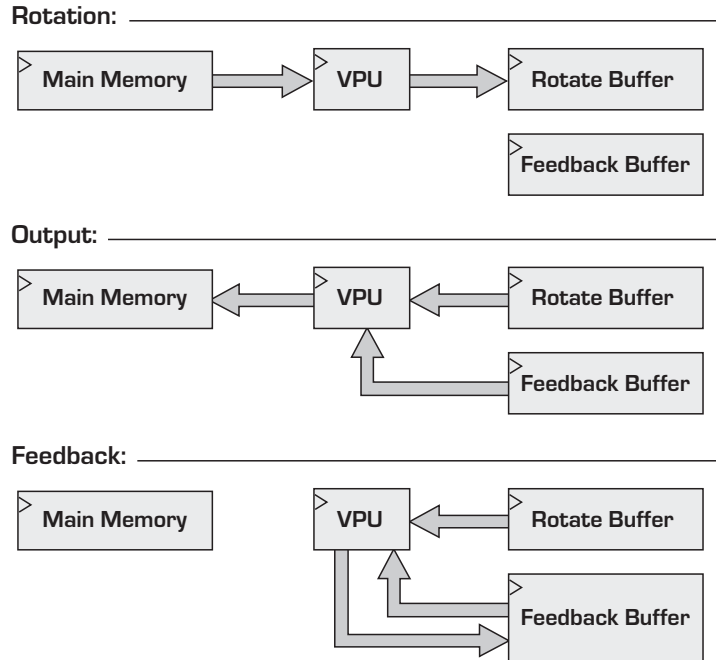 Rotation:
Main Memory
VPU
Rotate Buffer
Feedback Buffer
Output:
Main Memory
VPU
Rotate Buffer
Feedback Buffer
Feedback:
Main Memory
VPU
Rotate Buffer
Feedback Buffer